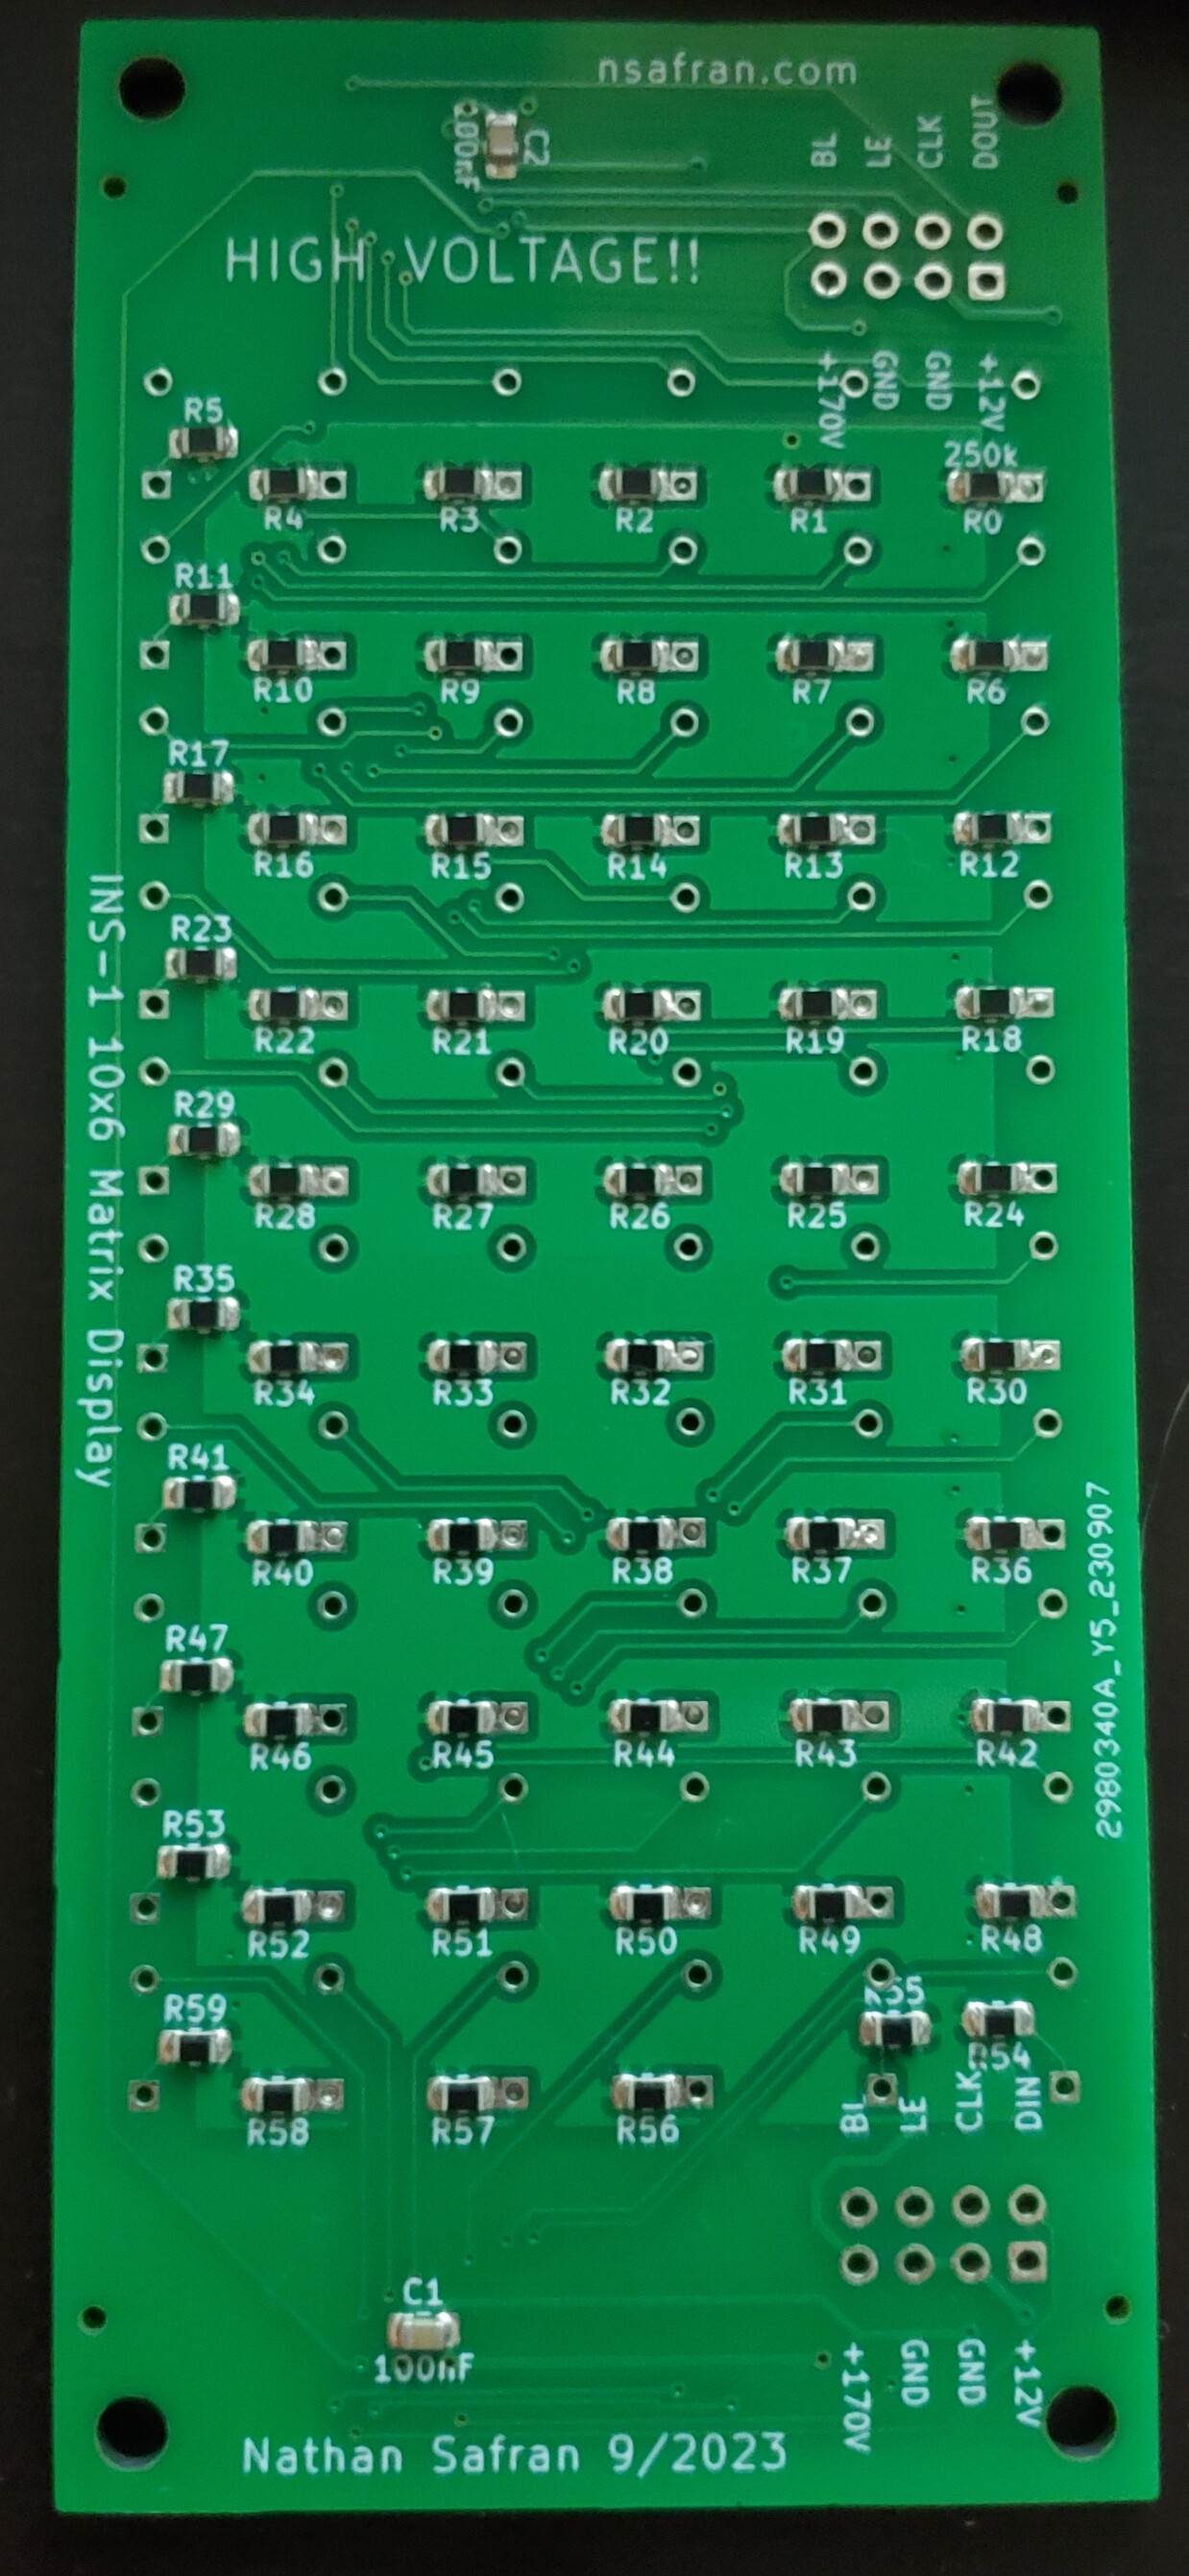 nsafran.com
100nF
C2
BL
LE
CLK
DOUT
HIGH VOLTAGE!!
+170V
GND
GND
+12V
R5
250k
R4
R3
R2
R1
R0
R11
R10
R9
R8
R7
R6
R17
R16
R15
R14
R13
R12
INS-1 10x6 Matrix Display
R23
R22
R21
R20
R19
R18
R29
R28
R27
R26
R25
R24
R35
R34
R33
R32
R31
R30
R41
R40
R39
R38
R37
R36
2980340A_Y5_230907
R47
R46
R45
R44
R43
R42
R53
R52
R51
R50
R49
R48
R59
R55
R54
R58
R57
R56
BL
LE
CLK
DIN
C1
100nF
+170V
GND
GND
+12V
Nathan Safran 9/2023